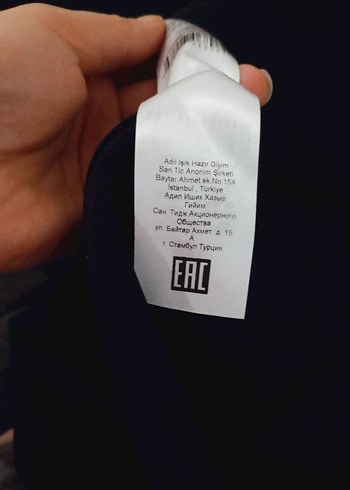 Adil Işık Hazır Giyim
San Tic Anonim Şirketi
Baytar Ahmet sk.No 15A
İstanbul , Türkiye
Адил Ишик Хазыр
Гийим
Сан. Тидж Акционерного
Общества
ул. Байтар Ахмет д. 15
А
г. Стамбул Турция
EAC